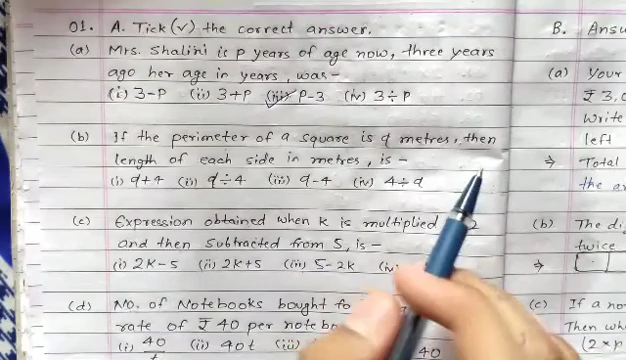 01. A. Tick (√) the correct answer.
(a) Mrs. Shalini is p years of age now, three years
ago her age in years, was-
(i) 3-P (ii) 3+P (iii) P-3 (iv) 3÷P
(b) If the perimeter of a square is q metres, then
length of each side in metres, is -
(i) q+4 (ii) q÷4 (iii) q-4 (iv) 4÷q
(c) Expression obtained when k is multiplied 2
and then subtracted from 5, is-
(i) 2k-5 (ii) 2k+5 (iii) 5-2k (iv)
(d) No. of Notebooks bought
rate of ₹ 40 per
(i) 40/t (ii) 40t (iii) 40
B.
(a) Your
₹ 3,0
Write
left
⇒ Total
the
(b) The
twice
⇒
(c) If a
Then
(2×p